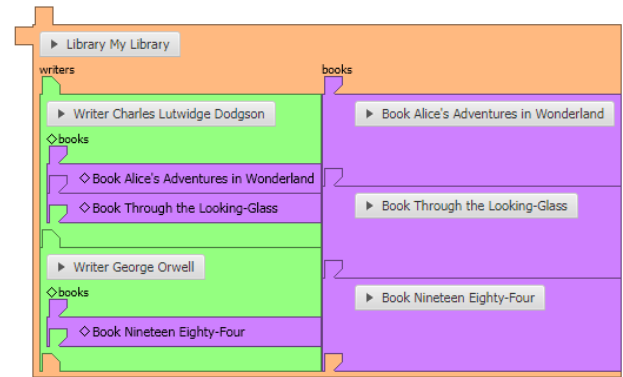 Library My Library
writers
books
Writer Charles Lutwidge Dodgson
books
Book Alice's Adventures in Wonderland
Book Through the Looking-Glass
Writer George Orwell
books
Book Nineteen Eighty-Four
Book Alice's Adventures in Wonderland
Book Through the Looking-Glass
Book Nineteen Eighty-Four